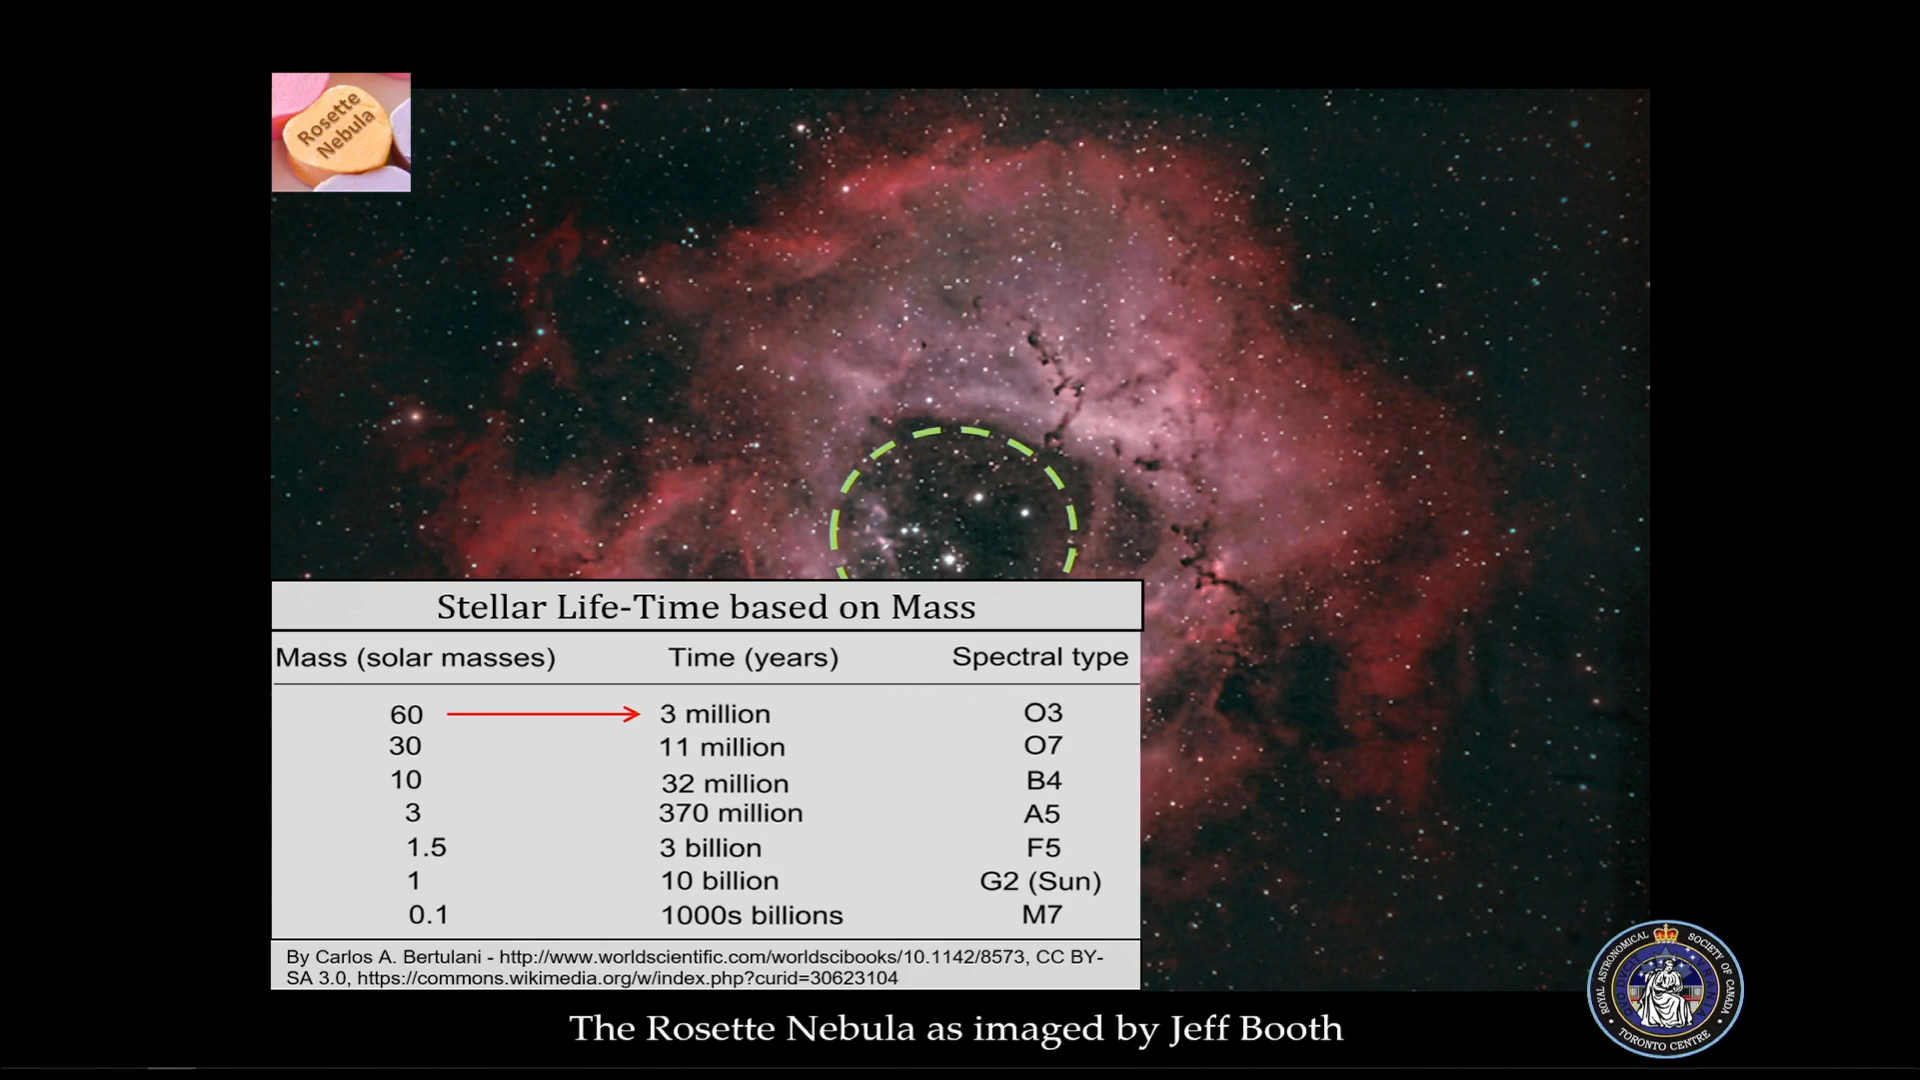 Rosette
Nebula
Stellar Life-Time based on Mass
Mass (solar masses) Time (years) Spectral type
60 3 million O3
30 11 million O7
10 32 million B4
3 370 million A5
1.5 3 billion F5
1 10 billion G2 (Sun)
0.1 1000s billions M7
By Carlos A. Bertulani - http://www.worldscientific.com/worldscibooks/10.1142/8573, CC BY-
SA 3.0, https://commons.wikimedia.org/w/index.php?curid=30623104
The Rosette Nebula as imaged by Jeff Booth
ROYAL ASTRONOMICAL SOCIETY OF CANADA
TORONTO CENTRE